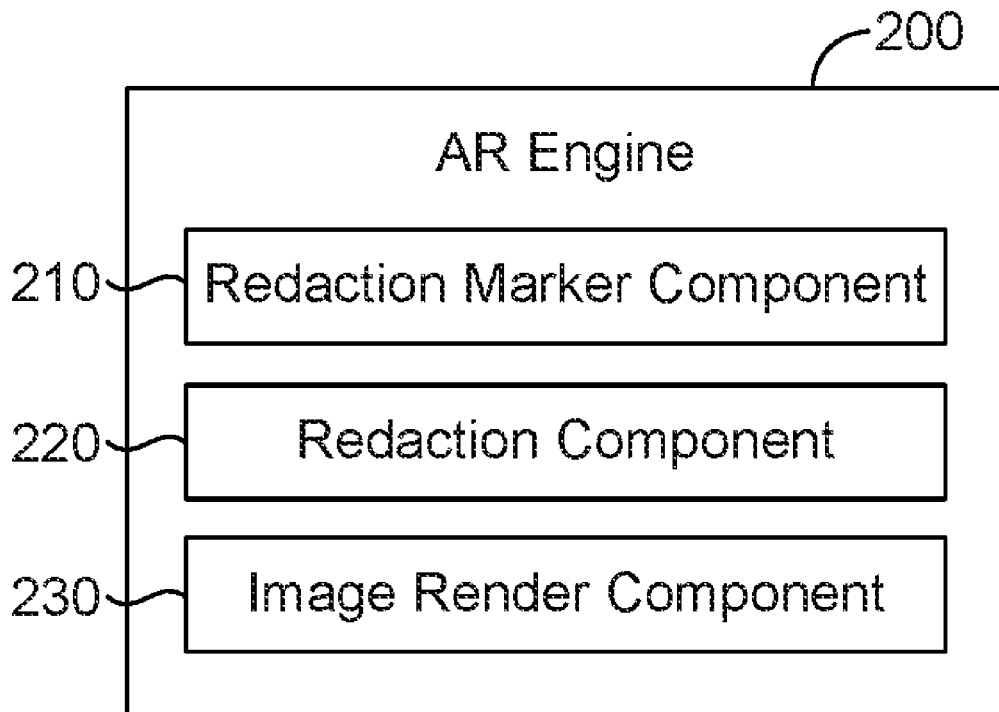 200
AR Engine
210 Redaction Marker Component
220 Redaction Component
230 Image Render Component